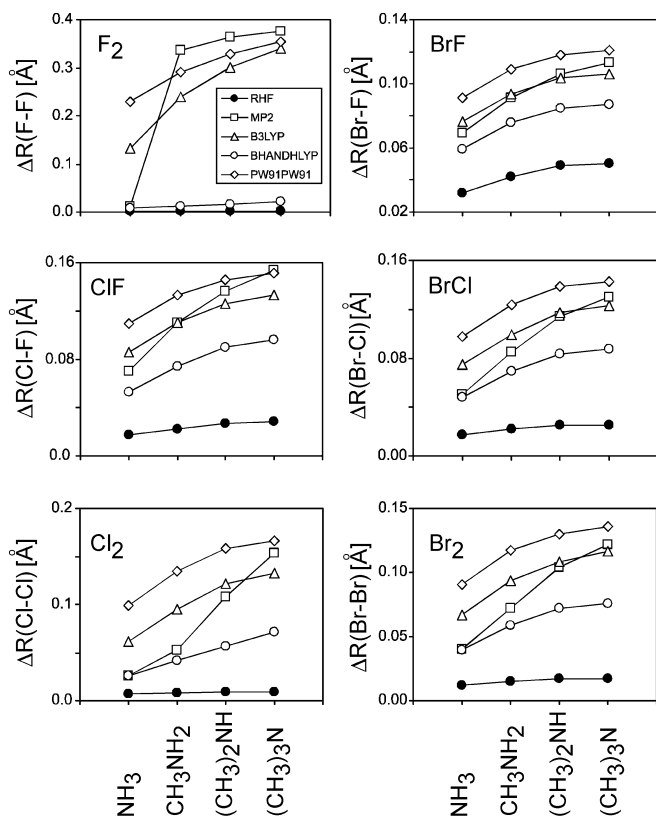 F2
ΔR(F-F) [Å]
0.4
0.3
0.2
0.1
0.0
RHF
MP2
B3LYP
BHANDHLYP
PW91PW91
BrF
ΔR(Br-F) [Å]
0.12
0.08
0.06
0.02
ClF
ΔR(Cl-F) [Å]
0.16
0.08
0.0
BrCl
ΔR(Br-Cl) [Å]
0.16
0.08
0.00
Cl2
ΔR(Cl-Cl) [Å]
0.2
0.1
0.0
Br2
ΔR(Br-Br) [Å]
0.15
0.10
0.05
0.00
NH3
CH3NH2
(CH3)2NH
(CH3)3N
NH3
CH3NH2
(CH3)2NH
(CH3)3N